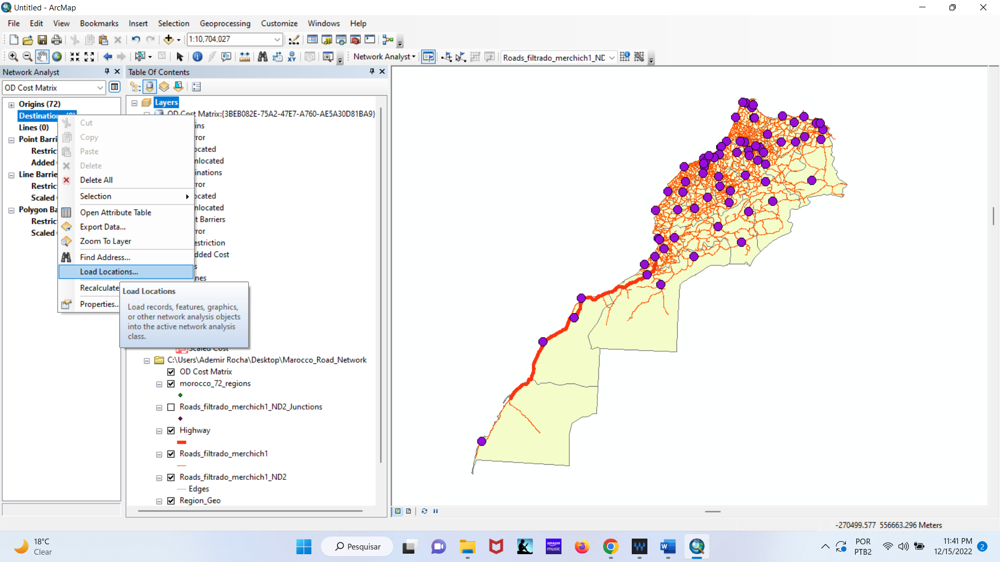 Untitled - ArcMap
File Edit View Bookmarks Insert Selection Geoprocessing Customize Windows Help
1:10,704,027
Network Analyst
Roads_filtrado_merchich1_NC
Network Analyst
Table Of Contents
OD Cost Matrix
Origins (72)
Lines (0)
Point Barri
Restric
Added
Line Barrie
Restric
Scaled
Polygon Ba
Restric
Scaled
Cut
Copy
Paste
Delete
Delete All
Selection
Open Attribute Table
Export Data...
Zoom To Layer
Find Address...
Load Locations...
Recalculate
Properties...
Load Locations
Load records, features, graphics,
or other network analysis objects
into the active network analysis
class.
Layers
OD Cost Matrix:{3BEB082E-75A2-47E7-A760-AE5A30D81BA9}
ins
ror
ocated
nlocated
inations
ror
ocated
nlocated
t Barriers
ror
estriction
dded Cost
s
nes
Scaled Cost
C:\Users\Ademir Rocha\Desktop\Marocco_Road_Network
OD Cost Matrix
morocco_72_regions
Roads_filtrado_merchich1_ND2_Junctions
Highway
Roads_filtrado_merchich1
Roads_filtrado_merchich1_ND2
Edges
Region_Geo
-270499.577 556663.296 Meters
18°C
Clear
Pesquisar
amazon
music
POR
PTB2
11:41 PM
12/15/2022
2